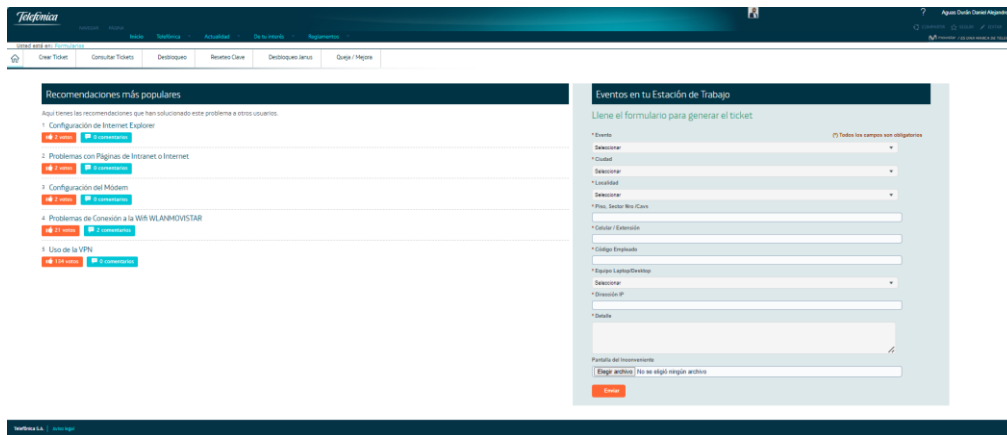 Telefónica
? Aguas Durán Daniel Alejandro
Inicio Telefónica Actualidad De tu interés Reglamentos
Usted está en: Formularios
Crear Ticket Consultar Tickets Desbloqueo Reseteo Clave Desbloqueo Janus Queja / Mejora
Recomendaciones más populares
Aquí tienes las recomendaciones que han solucionado este problema a otros usuarios.
1 Configuración de Internet Explorer
2 votos 0 comentarios
2 Problemas con Páginas de Intranet o Internet
2 votos 0 comentarios
3 Configuración del Módem
2 votos 0 comentarios
4 Problemas de Conexión a la Wifi WLANMOVISTAR
21 votos 2 comentarios
5 Uso de la VPN
134 votos 0 comentarios
Eventos en tu Estación de Trabajo
Llene el formulario para generar el ticket
* Evento (*) Todos los campos son obligatorios
Seleccionar
* Ciudad
Seleccionar
* Localidad
Seleccionar
* Piso, Sector Nro /Cavs
* Celular / Extensión
* Código Empleado
* Equipo Laptop/Desktop
Seleccionar
* Dirección IP
* Detalle
Pantalla del Inconveniente
Elegir archivo No se eligió ningún archivo
Enviar
Telefónica S.A. | Aviso legal